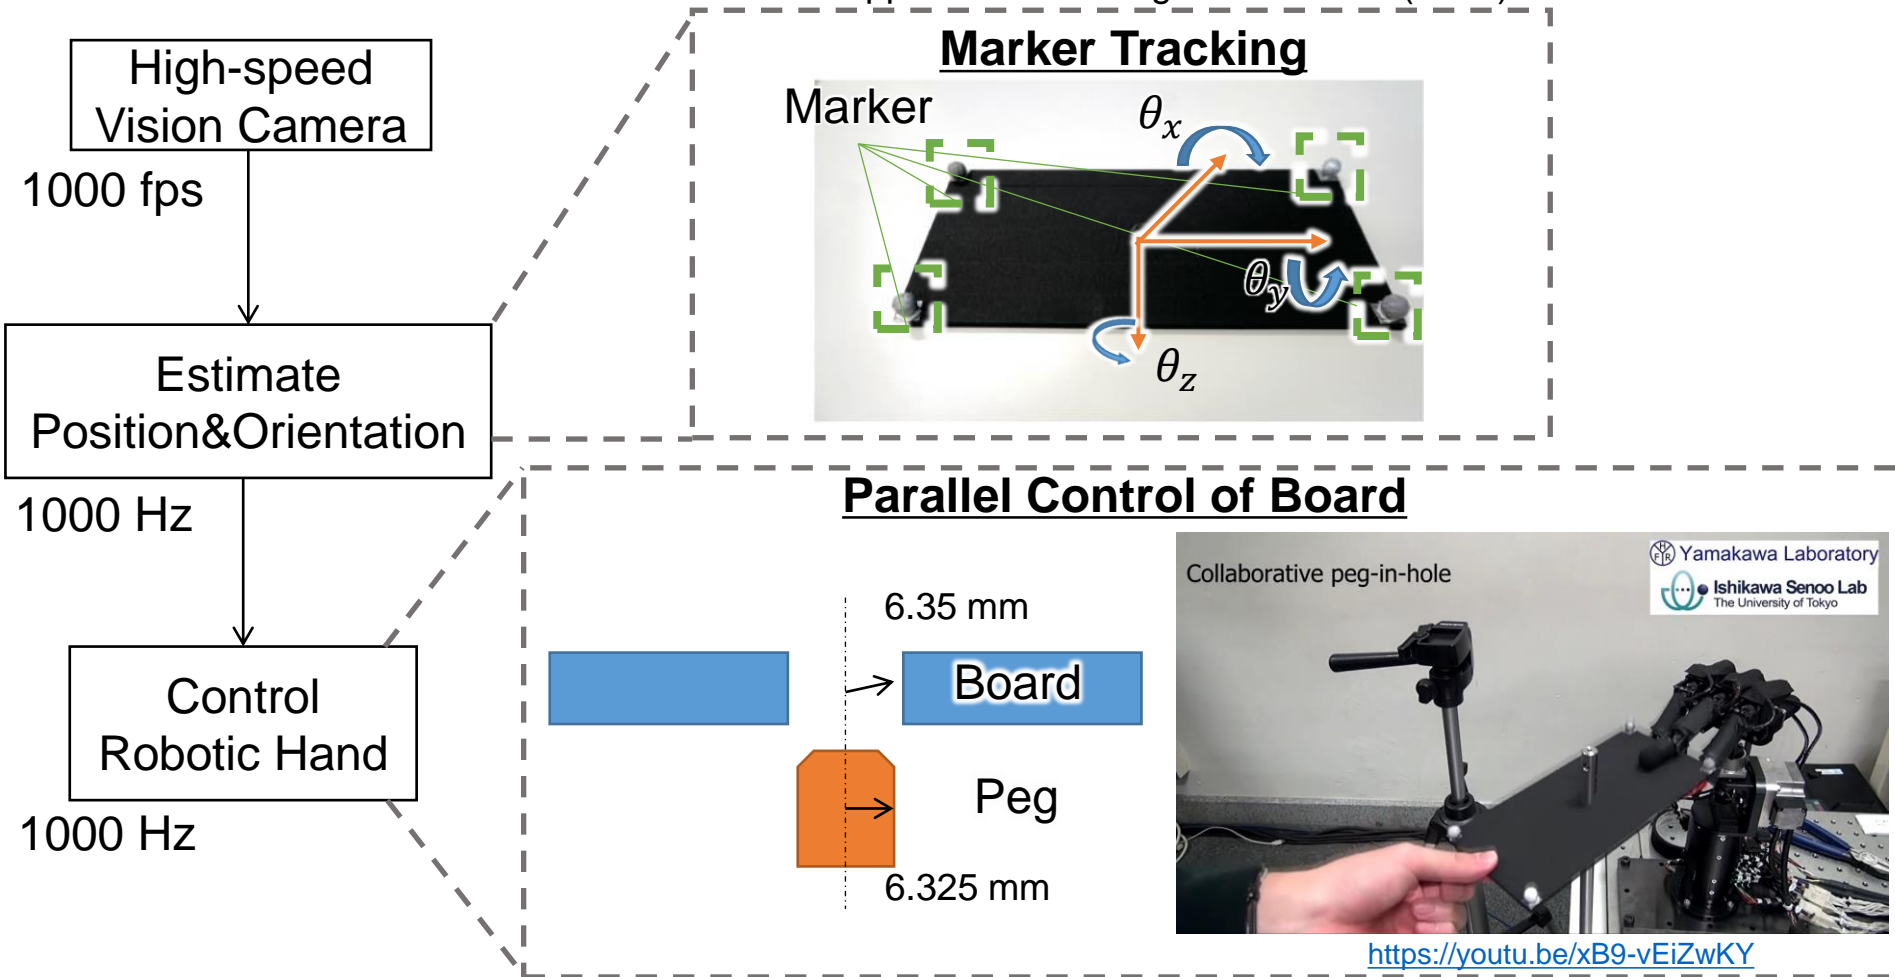 High-speed
Vision Camera
1000 fps
Estimate
Position&Orientation
1000 Hz
Control
Robotic Hand
1000 Hz
Marker Tracking
Marker
θx
θy
θz
Parallel Control of Board
6.35 mm
Board
Peg
6.325 mm
Collaborative peg-in-hole
HFR
Yamakawa Laboratory
Ishikawa Senoo Lab
The University of Tokyo
https://youtu.be/xB9-vEiZwKY